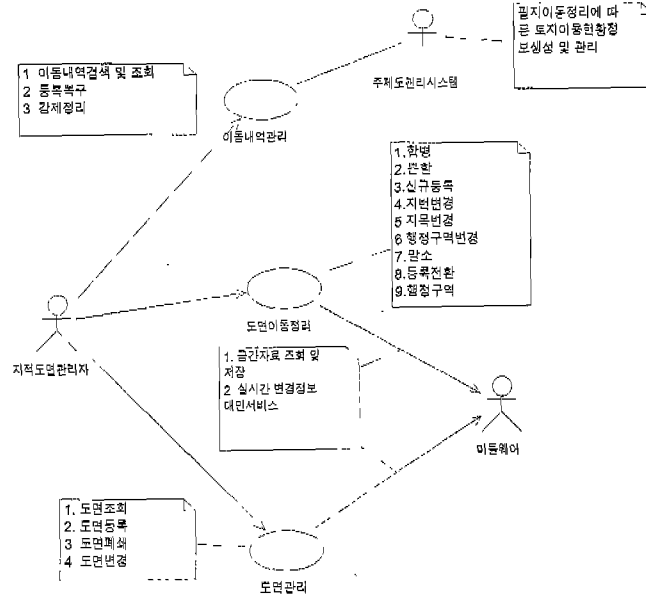 필지이동정리에 따
른 토지이동현황정
보생성 및 관리
주제도관리시스템
1 이동내역검색 및 조회
2 등록복구
3 강제정리
이동내역관리
1,합병
2.분할
3.신규등록
4.지번변경
5 지목변경
6 행정구역변경
7.말소
8.등록전환
9.행정구역
도면이동정리
지적도면관리자
1. 공간자료 조회 및
저장
2 실시간 변경정보
대민서비스
미들웨어
1. 도면조회
2. 도면등록
3 도면폐쇄
4 도면변경
도면관리